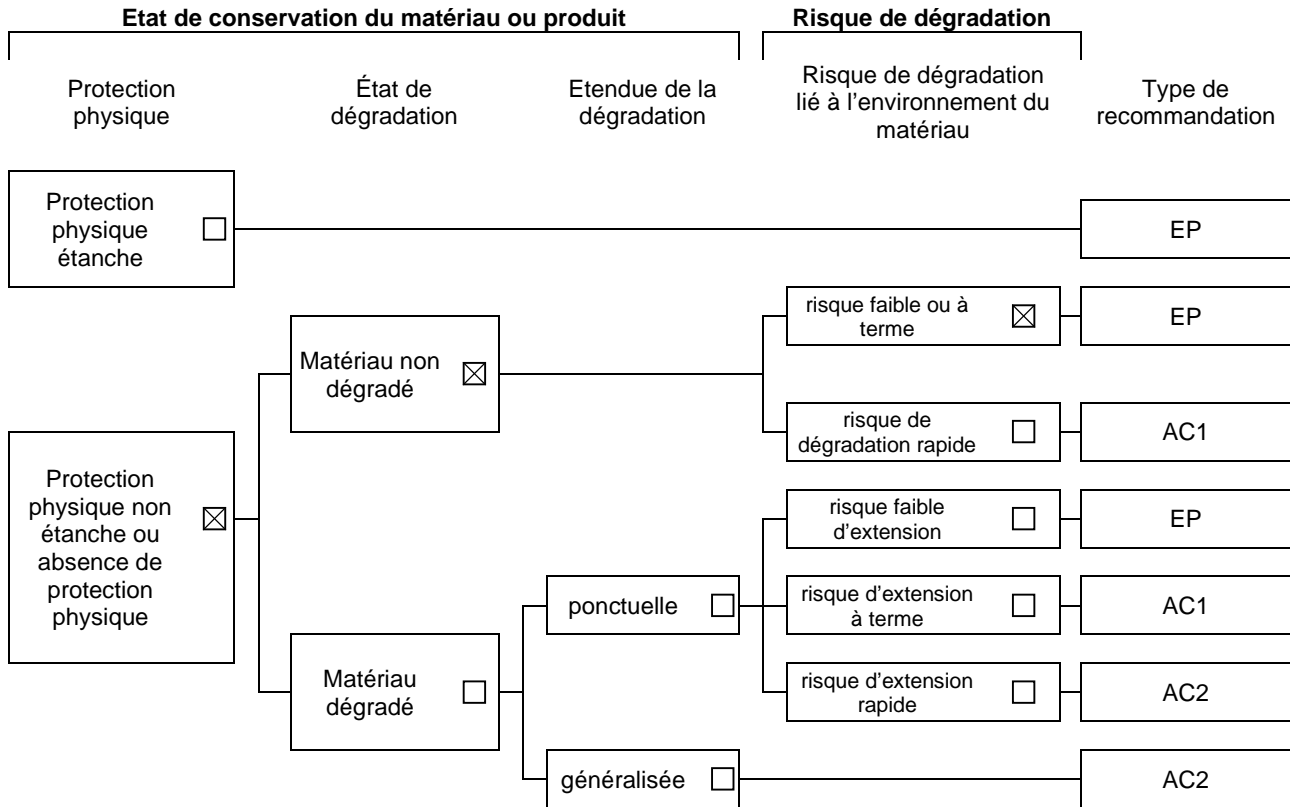 Etat de conservation du matériau ou produit
Risque de dégradation
Protection
physique
État de
dégradation
Etendue de la
dégradation
Risque de dégradation
lié à l'environnement du
matériau
Type de
recommandation
Protection
physique
étanche
EP
risque faible ou à
terme
EP
Matériau non
dégradé
risque de
dégradation rapide
AC1
Protection
physique non
étanche ou
absence de
protection
physique
risque faible
d'extension
EP
ponctuelle
risque d'extension
à terme
AC1
Matériau
dégradé
risque d'extension
rapide
AC2
généralisée
AC2